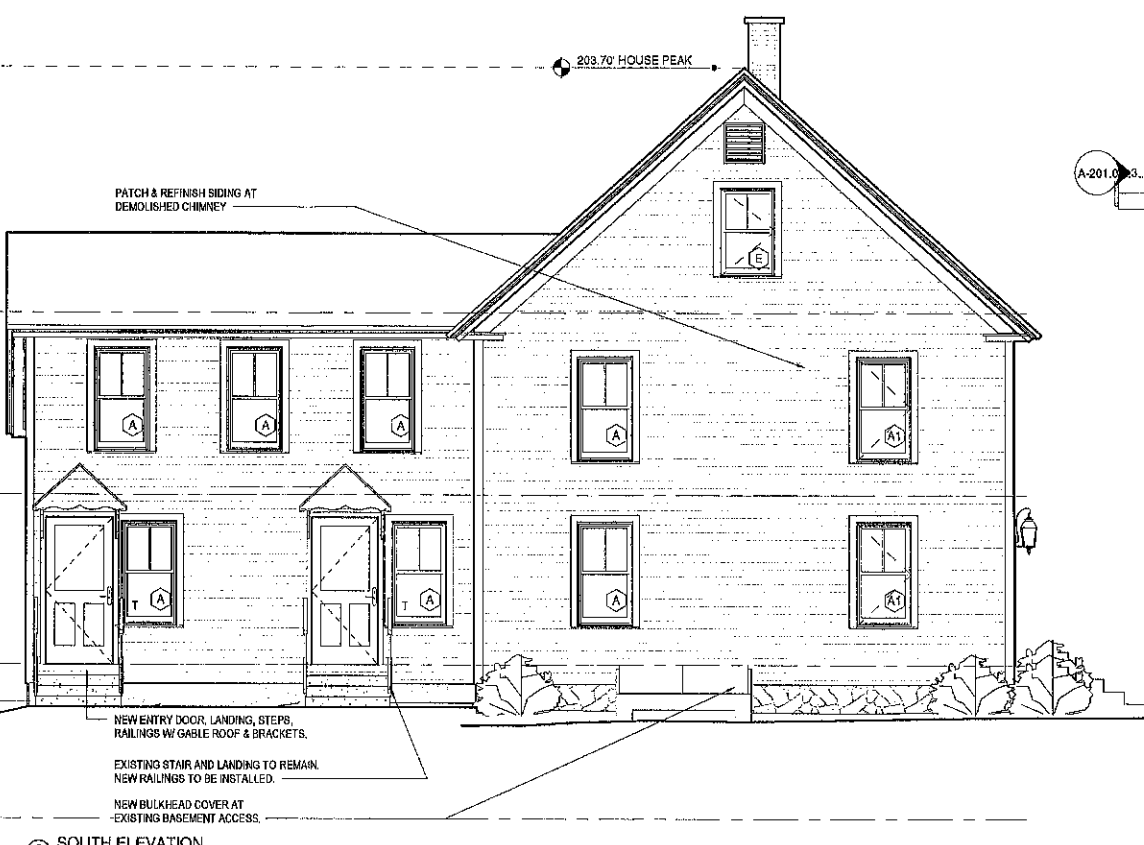 203.70' HOUSE PEAK
PATCH & REFINISH SIDING AT
DEMOLISHED CHIMNEY
E
A
A
A
A
A1
T
A
T
A
A
A1
NEW ENTRY DOOR, LANDING, STEPS,
RAILINGS W/ GABLE ROOF & BRACKETS.
EXISTING STAIR AND LANDING TO REMAIN.
NEW RAILINGS TO BE INSTALLED.
NEW BULKHEAD COVER AT
EXISTING BASEMENT ACCESS.
SOUTH ELEVATION